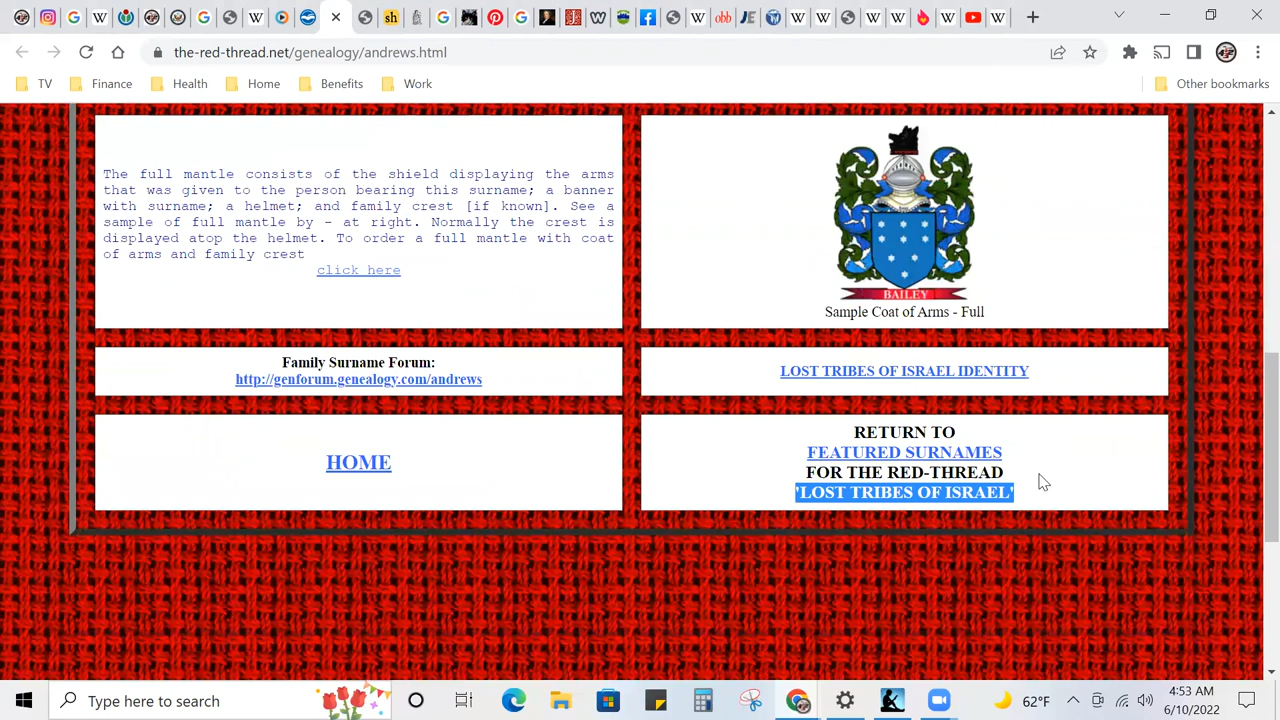 the-red-thread.net/genealogy/andrews.html
TV
Finance
Health
Home
Benefits
Work
Other bookmarks
The full mantle consists of the shield displaying the arms
that was given to the person bearing this surname; a banner
with surname; a helmet; and family crest [if known]. See a
sample of full mantle by - at right. Normally the crest is
displayed atop the helmet. To order a full mantle with coat
of arms and family crest
click here
BAILEY
Sample Coat of Arms - Full
Family Surname Forum:
http://genforum.genealogy.com/andrews
LOST TRIBES OF ISRAEL IDENTITY
HOME
RETURN TO
FEATURED SURNAMES
FOR THE RED-THREAD
'LOST TRIBES OF ISRAEL'
Type here to search
62°F
4:53 AM
6/10/2022